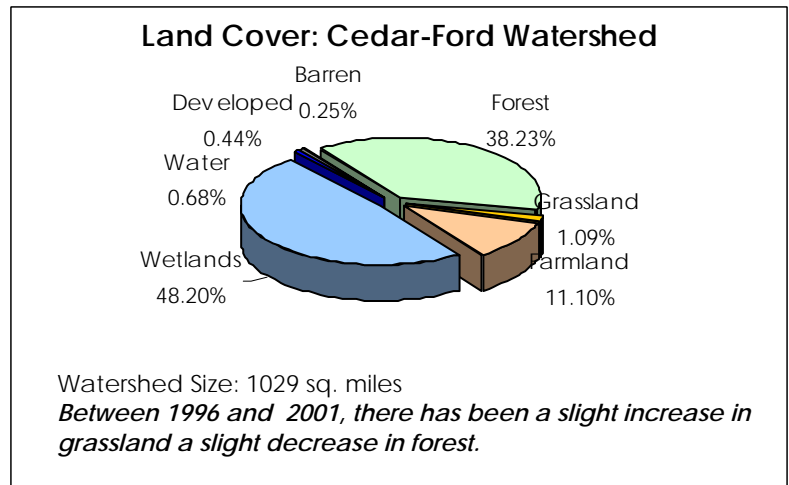 Land Cover: Cedar-Ford Watershed
Barren
0.25%
Developed
0.44%
Forest
38.23%
Water
0.68%
Grassland
1.09%
Wetlands
48.20%
Farmland
11.10%
Watershed Size: 1029 sq. miles
Between 1996 and 2001, there has been a slight increase in
grassland a slight decrease in forest.